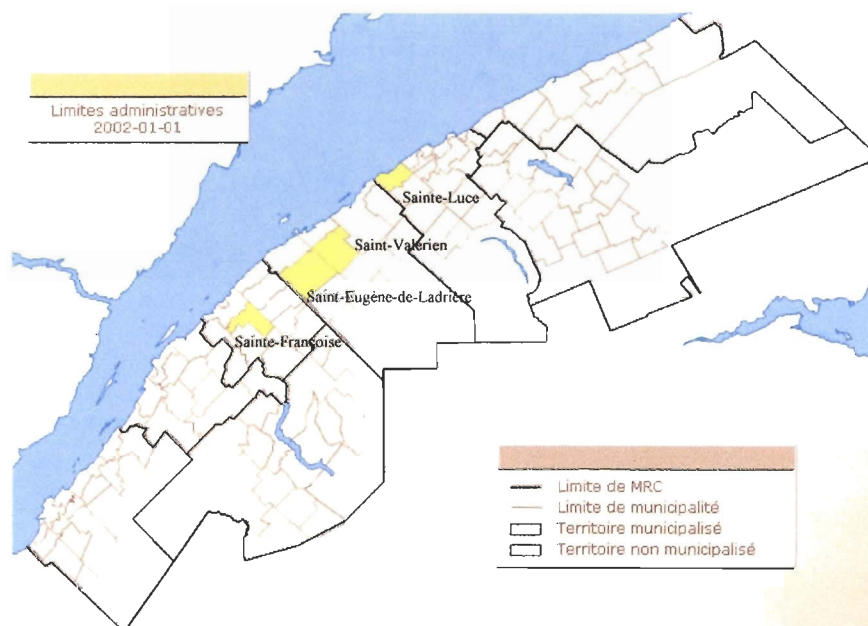 Limites administratives
2002-01-01
Sainte-Luce
Saint-Valérien
Saint-Eugène-de-Ladrière
Sainte-Françoise
Limite de MRC
Limite de municipalité
Territoire municipalisé
Territoire non municipalisé